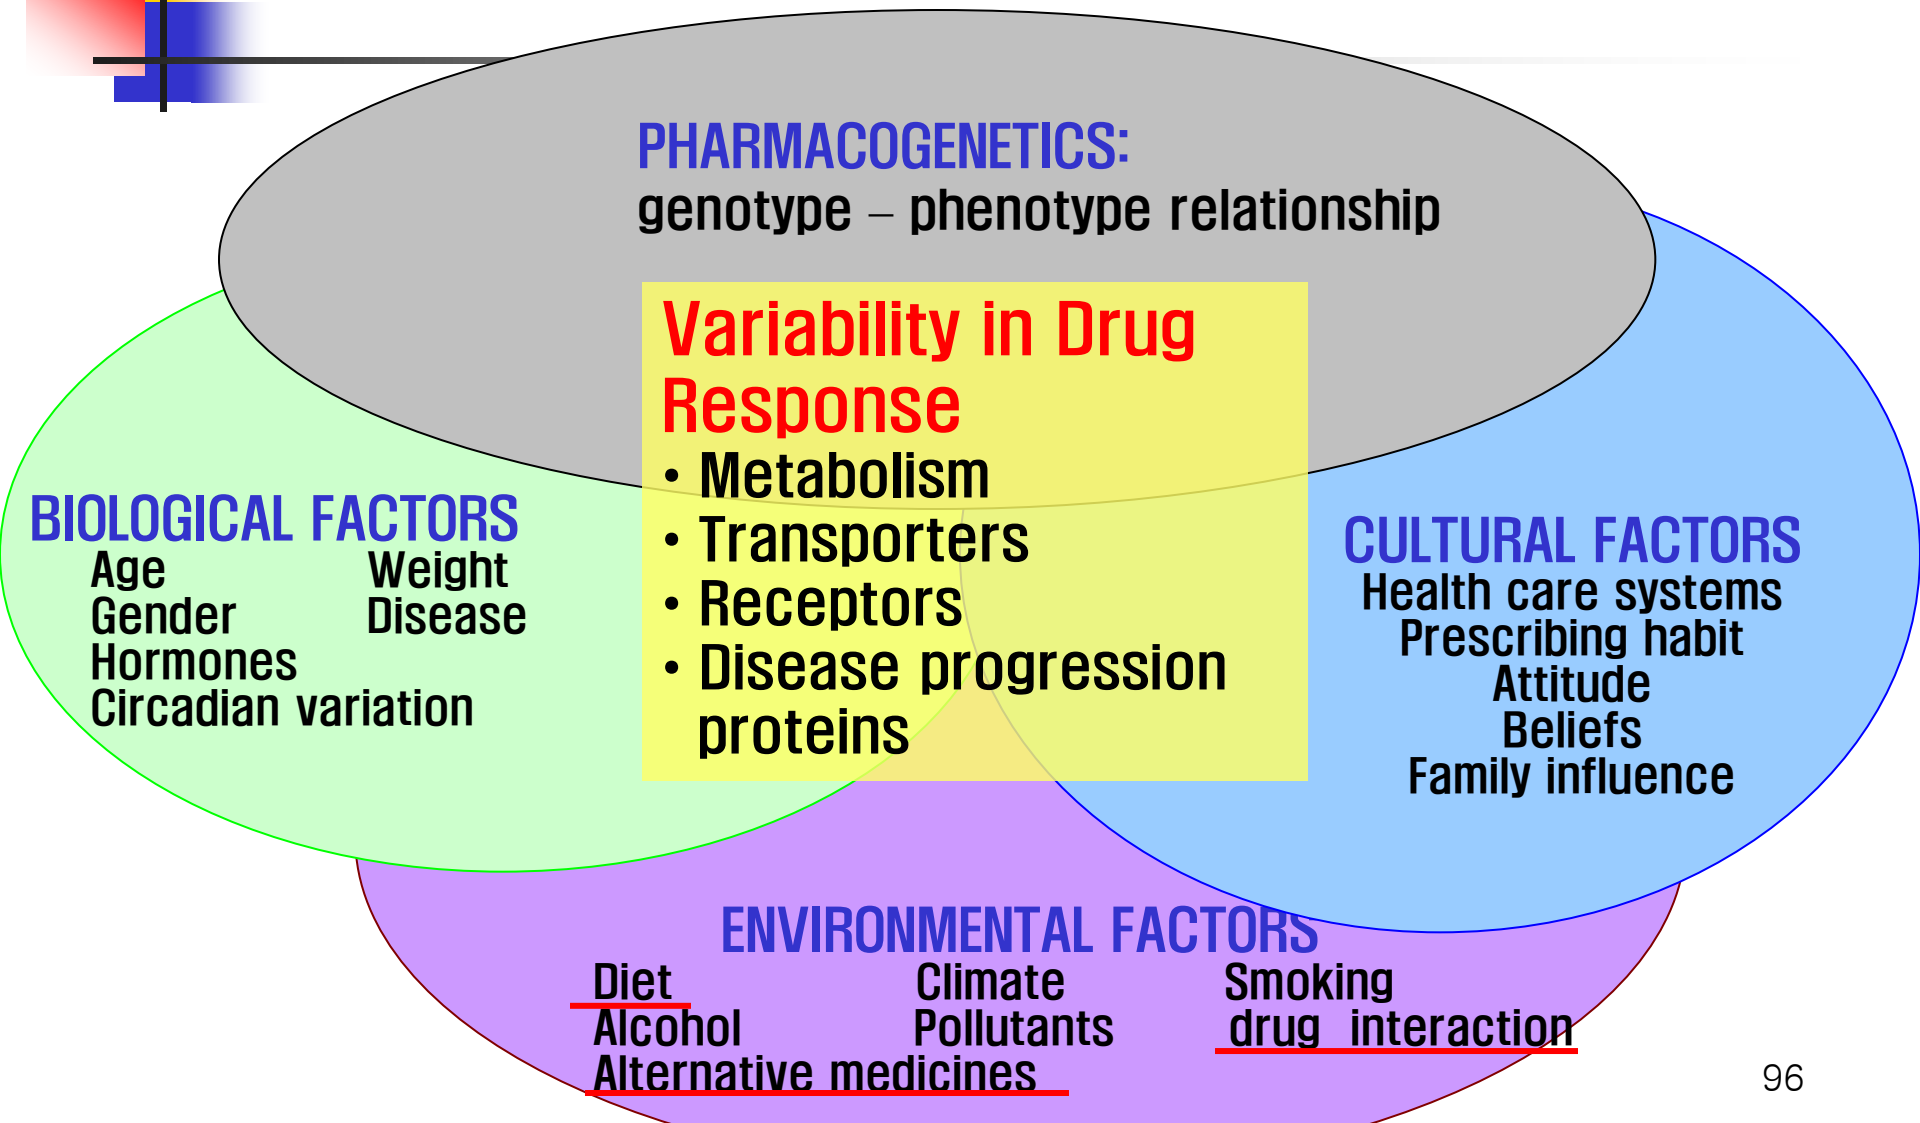 PHARMACOGENETICS:
genotype – phenotype relationship
Variability in Drug
Response
• Metabolism
• Transporters
• Receptors
• Disease progression
proteins
BIOLOGICAL FACTORS
Age Weight
Gender Disease
Hormones
Circadian variation
CULTURAL FACTORS
Health care systems
Prescribing habit
Attitude
Beliefs
Family influence
ENVIRONMENTAL FACTORS
Diet Climate Smoking
Alcohol Pollutants drug interaction
Alternative medicines
96